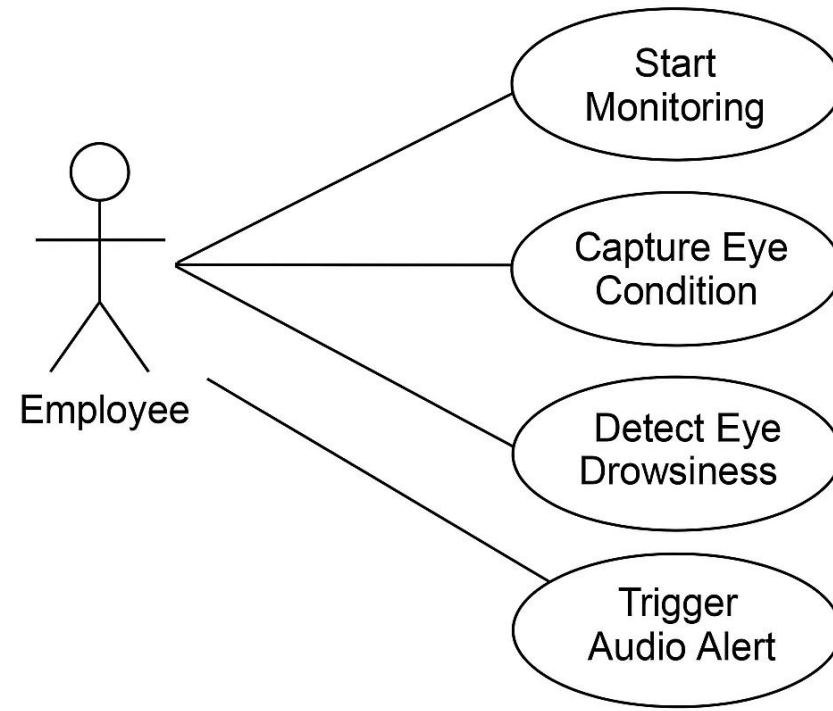 Start
Monitoring
Capture Eye
Condition
Employee
Detect Eye
Drowsiness
Trigger
Audio Alert